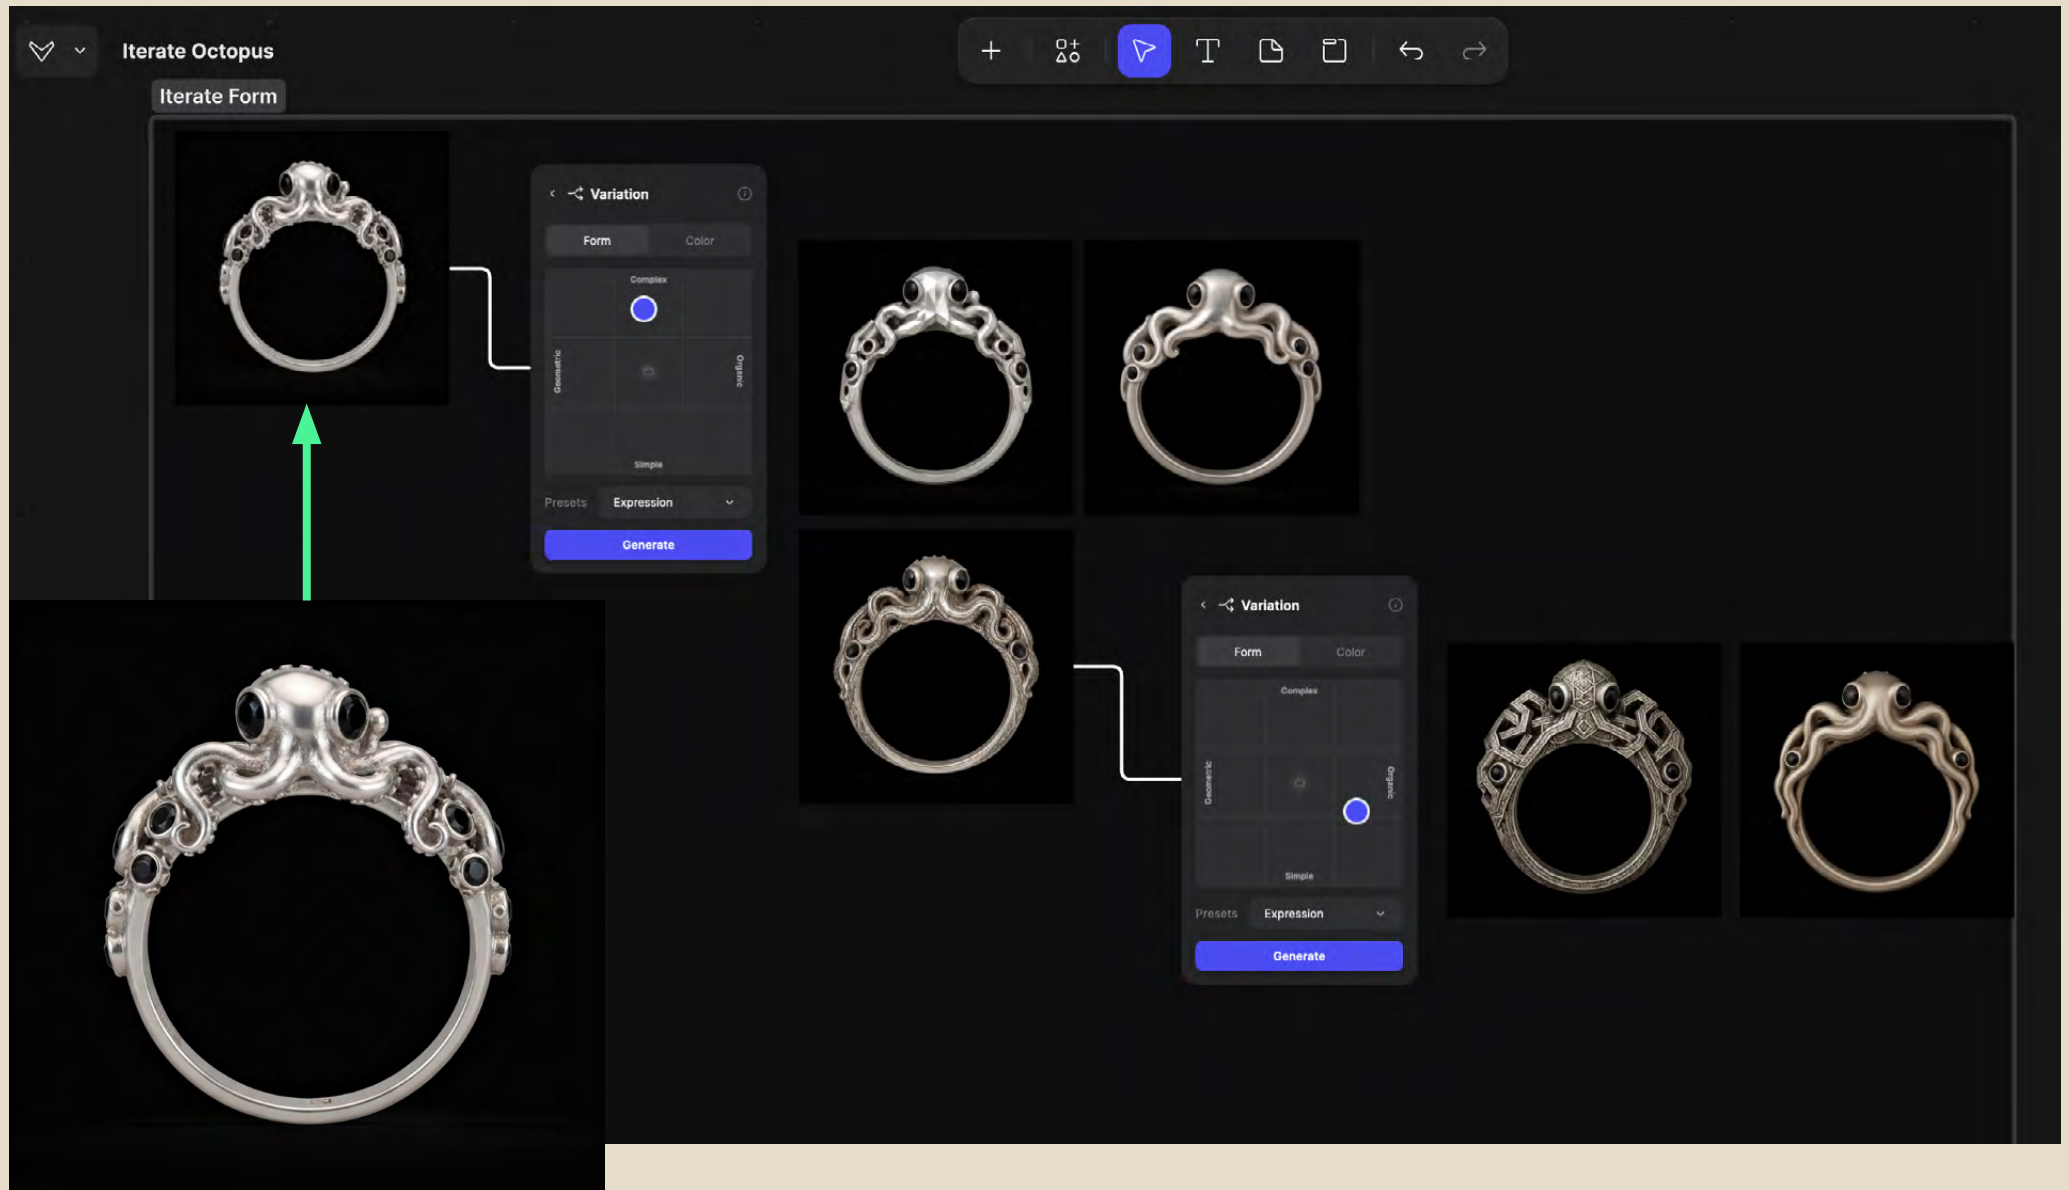 Iterate Octopus
Iterate Form
Variation
Form
Color
Complex
Geometric
Organic
Simple
Presets
Expression
Generate
Variation
Form
Color
Complex
Geometric
Organic
Simple
Presets
Expression
Generate